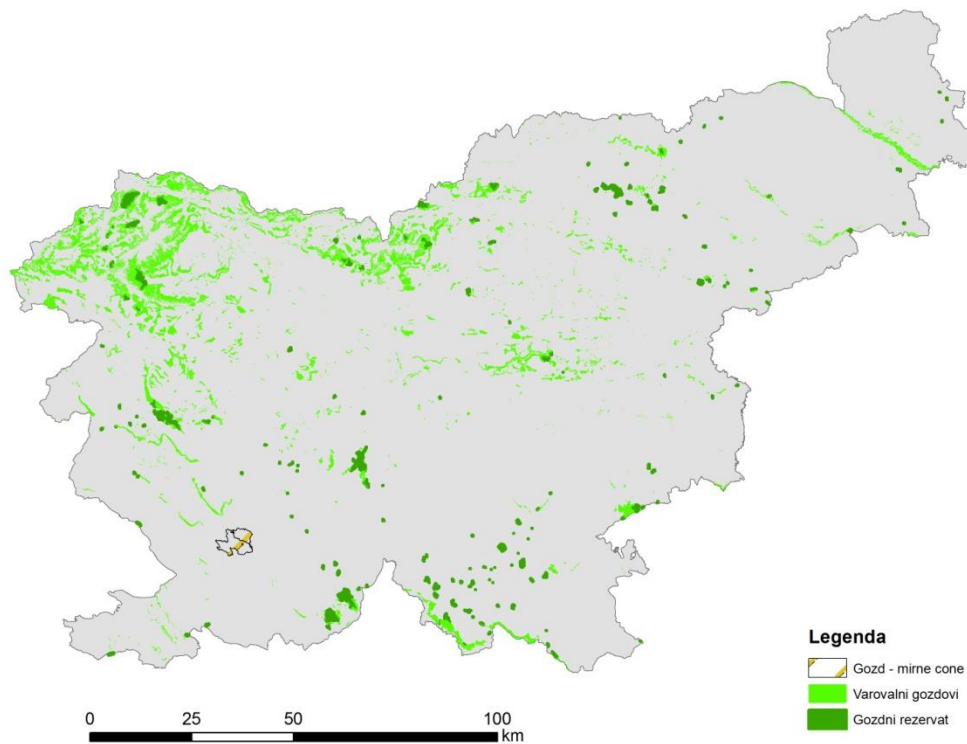 Legenda
Gozd - mirne cone
Varovalni gozdovi
Gozdni rezervat
0 25 50 100
km